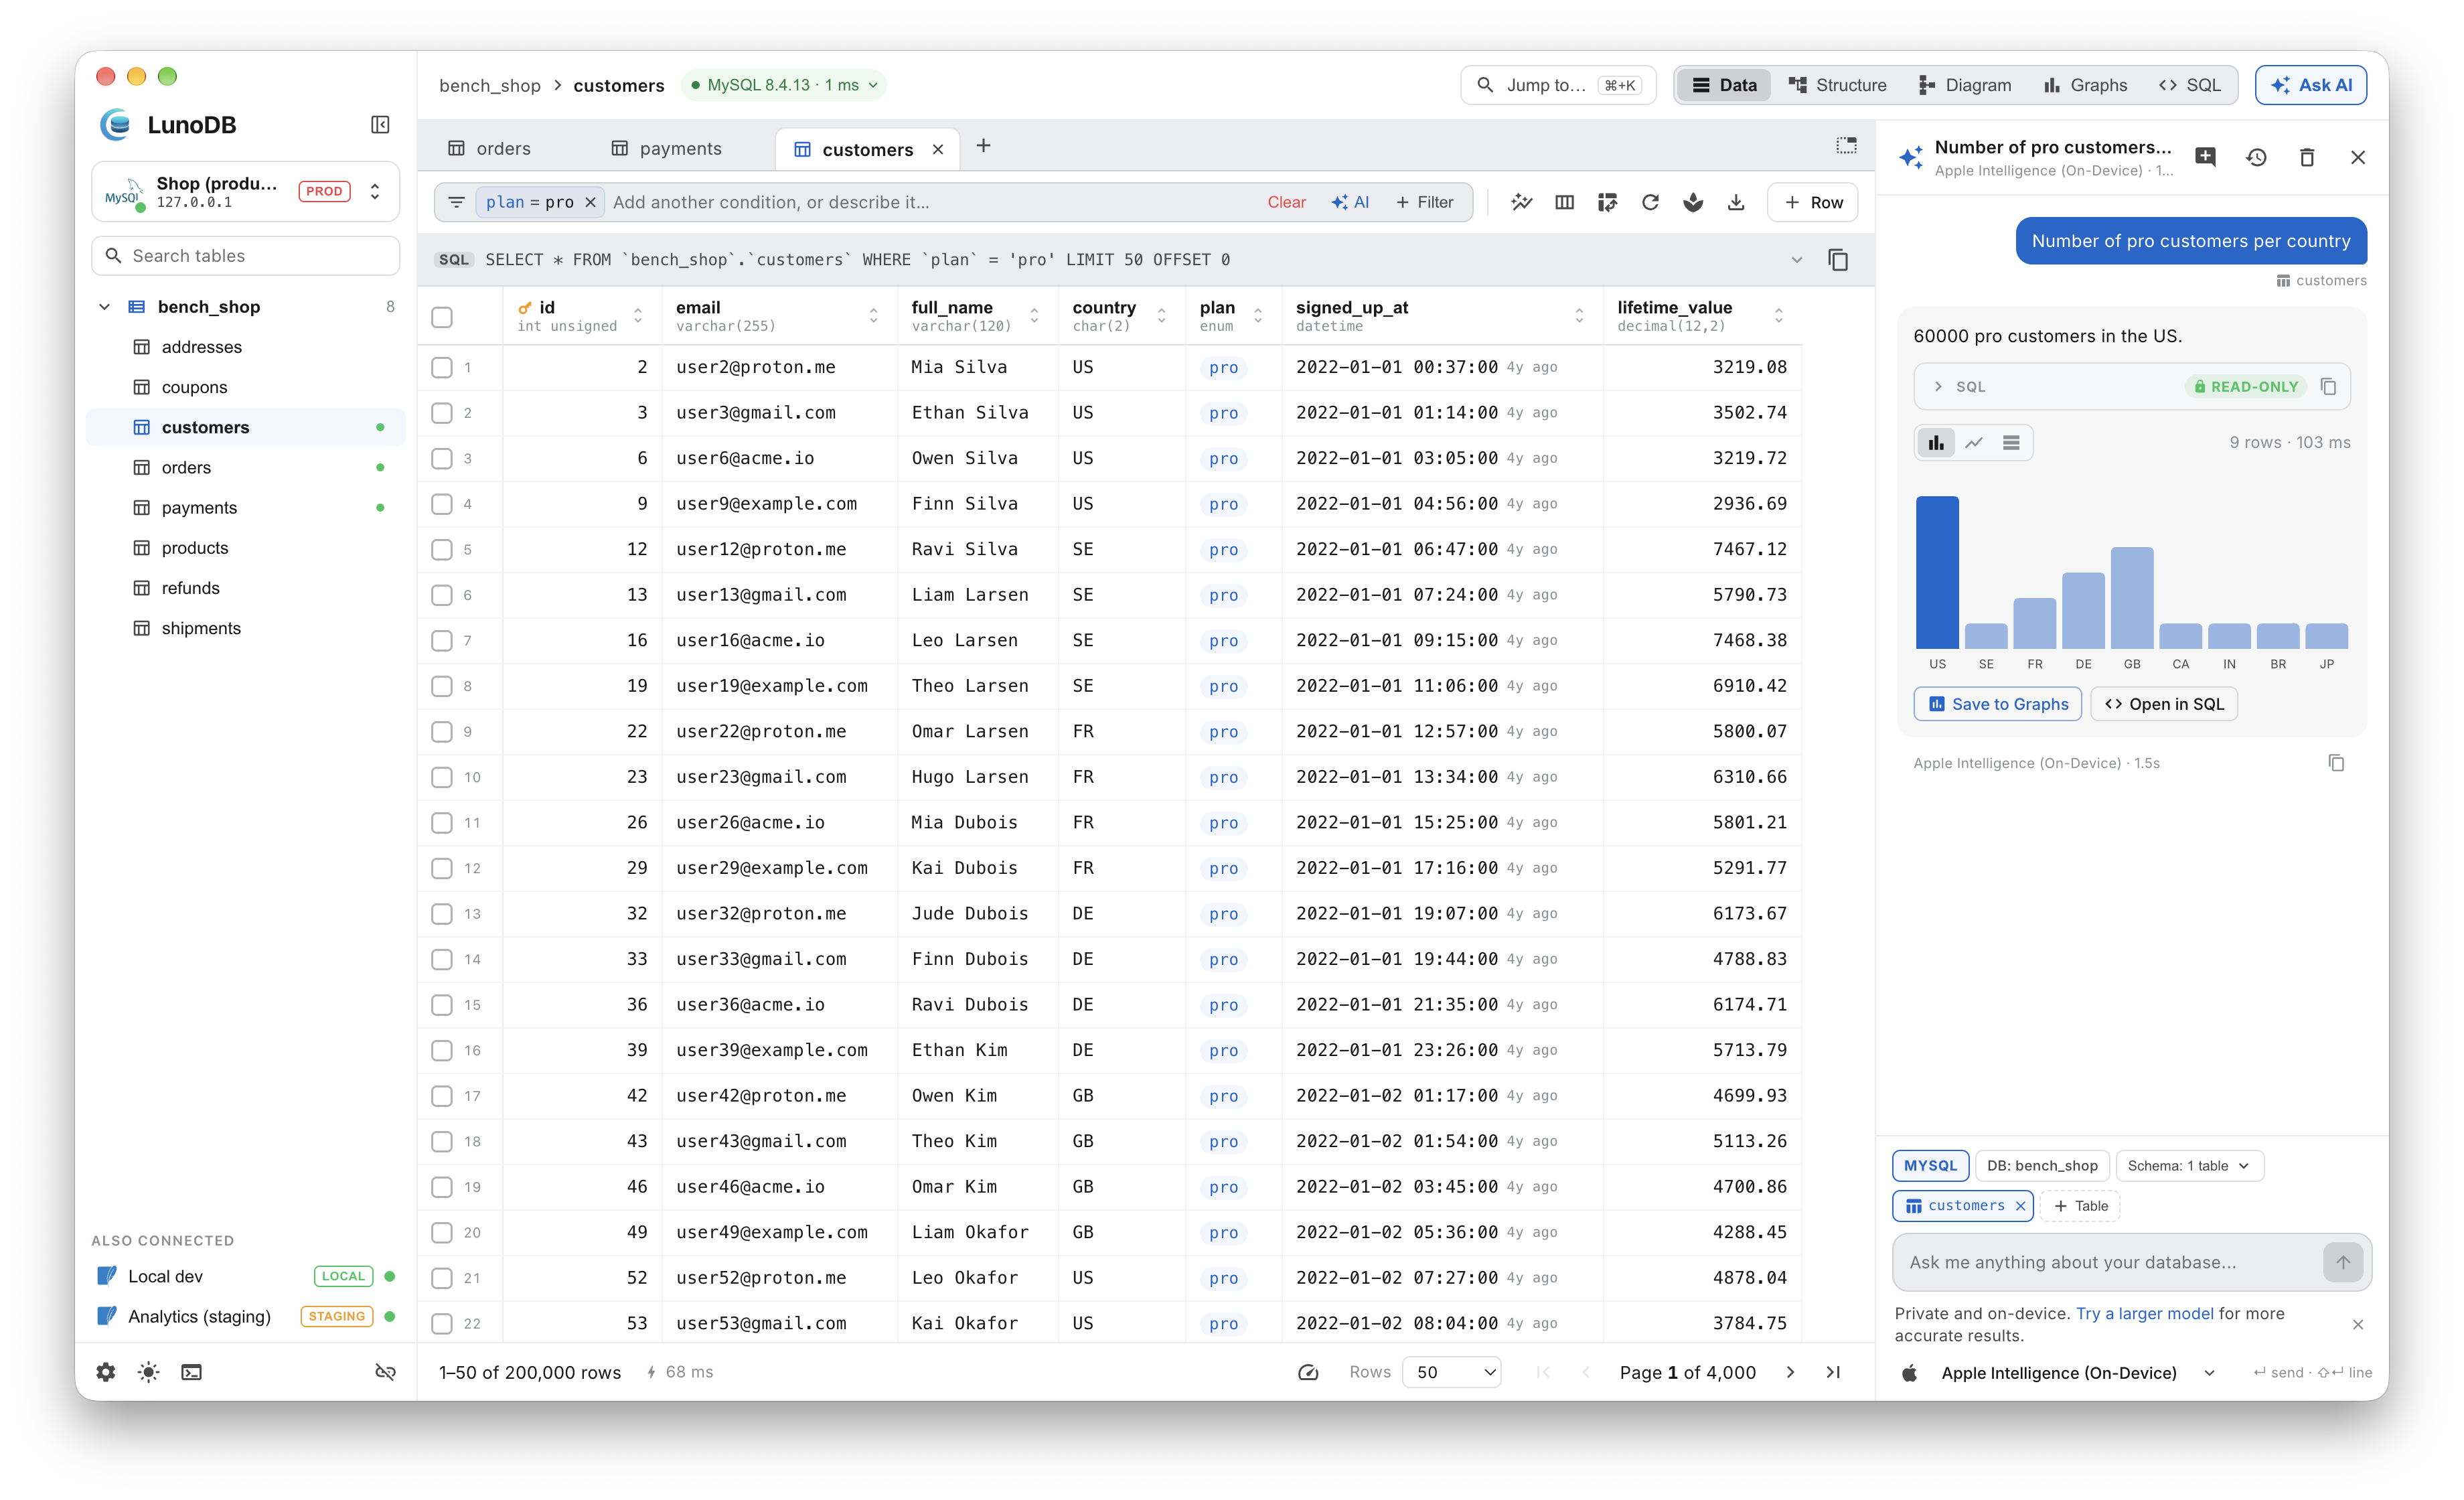 LunoDB
MySQL
Shop (produ...
127.0.0.1
PROD
Search tables
bench_shop 8
addresses
coupons
customers
orders
payments
products
refunds
shipments
ALSO CONNECTED
Local dev LOCAL
Analytics (staging) STAGING
bench_shop > customers MySQL 8.4.13 · 1 ms
Jump to... ⌘+K
Data Structure Diagram Graphs <> SQL
Ask AI
orders payments customers × +
plan = pro × Add another condition, or describe it... Clear AI + Filter
+ Row
SQL SELECT * FROM `bench_shop`.`customers` WHERE `plan` = 'pro' LIMIT 50 OFFSET 0
id email full_name country plan signed_up_at lifetime_value
int unsigned varchar(255) varchar(120) char(2) enum datetime decimal(12,2)
1 2 user2@proton.me Mia Silva US pro 2022-01-01 00:37:00 4y ago 3219.08
2 3 user3@gmail.com Ethan Silva US pro 2022-01-01 01:14:00 4y ago 3502.74
3 6 user6@acme.io Owen Silva US pro 2022-01-01 03:05:00 4y ago 3219.72
4 9 user9@example.com Finn Silva US pro 2022-01-01 04:56:00 4y ago 2936.69
5 12 user12@proton.me Ravi Silva SE pro 2022-01-01 06:47:00 4y ago 7467.12
6 13 user13@gmail.com Liam Larsen SE pro 2022-01-01 07:24:00 4y ago 5790.73
7 16 user16@acme.io Leo Larsen SE pro 2022-01-01 09:15:00 4y ago 7468.38
8 19 user19@example.com Theo Larsen SE pro 2022-01-01 11:06:00 4y ago 6910.42
9 22 user22@proton.me Omar Larsen FR pro 2022-01-01 12:57:00 4y ago 5800.07
10 23 user23@gmail.com Hugo Larsen FR pro 2022-01-01 13:34:00 4y ago 6310.66
11 26 user26@acme.io Mia Dubois FR pro 2022-01-01 15:25:00 4y ago 5801.21
12 29 user29@example.com Kai Dubois FR pro 2022-01-01 17:16:00 4y ago 5291.77
13 32 user32@proton.me Jude Dubois DE pro 2022-01-01 19:07:00 4y ago 6173.67
14 33 user33@gmail.com Finn Dubois DE pro 2022-01-01 19:44:00 4y ago 4788.83
15 36 user36@acme.io Ravi Dubois DE pro 2022-01-01 21:35:00 4y ago 6174.71
16 39 user39@example.com Ethan Kim DE pro 2022-01-01 23:26:00 4y ago 5713.79
17 42 user42@proton.me Owen Kim GB pro 2022-01-02 01:17:00 4y ago 4699.93
18 43 user43@gmail.com Theo Kim GB pro 2022-01-02 01:54:00 4y ago 5113.26
19 46 user46@acme.io Omar Kim GB pro 2022-01-02 03:45:00 4y ago 4700.86
20 49 user49@example.com Liam Okafor GB pro 2022-01-02 05:36:00 4y ago 4288.45
21 52 user52@proton.me Leo Okafor US pro 2022-01-02 07:27:00 4y ago 4878.04
22 53 user53@gmail.com Kai Okafor US pro 2022-01-02 08:04:00 4y ago 3784.75
1–50 of 200,000 rows 68 ms Rows 50 Page 1 of 4,000
Number of pro customers...
Apple Intelligence (On-Device) · 1...
Number of pro customers per country
customers
60000 pro customers in the US.
SQL READ-ONLY
9 rows · 103 ms
US SE FR DE GB CA IN BR JP
Save to Graphs <> Open in SQL
Apple Intelligence (On-Device) · 1.5s
MYSQL DB: bench_shop Schema: 1 table
customers × + Table
Ask me anything about your database...
Private and on-device. Try a larger model for more
accurate results.
Apple Intelligence (On-Device) ↵ send · ⇧↵ line